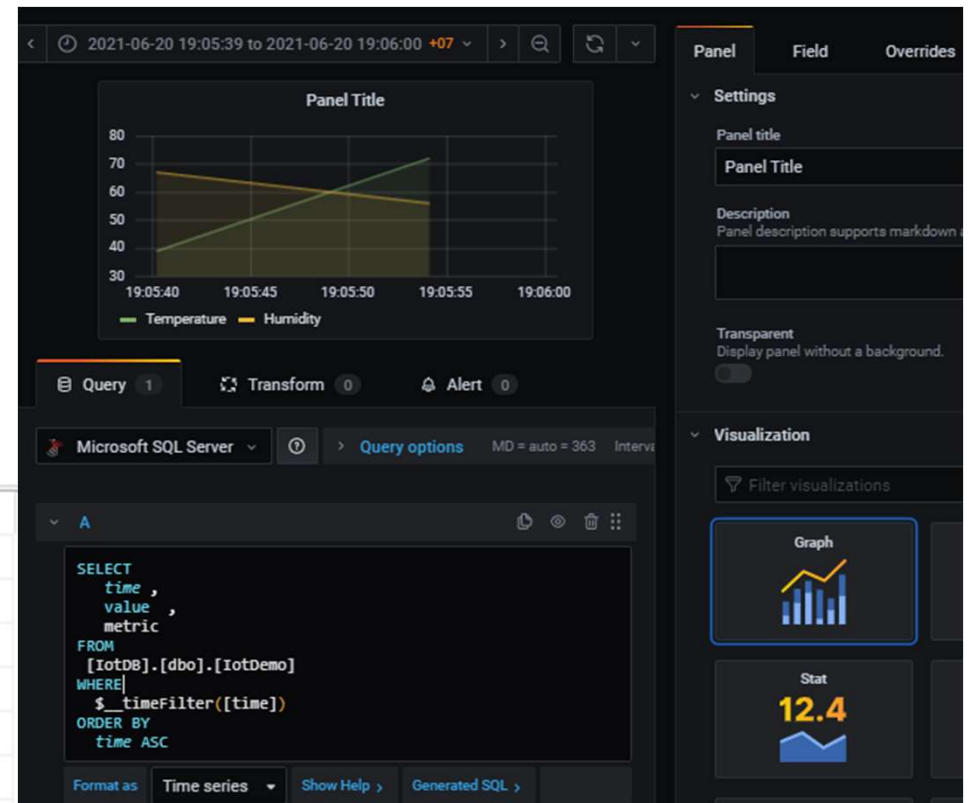 2021-06-20 19:05:39 to 2021-06-20 19:06:00 +07
Panel Title
80
70
60
50
40
30
19:05:40 19:05:45 19:05:50 19:05:55 19:06:00
Temperature Humidity
Query 1 Transform 0 Alert 0
Microsoft SQL Server Query options MD = auto = 363
A
SELECT
time ,
value ,
metric
FROM
[IotDB].[dbo].[IotDemo]
WHERE
$__timeFilter([time])
ORDER BY
time ASC
Format as Time series Show Help > Generated SQL >
Panel Field Overrides
Settings
Panel title
Panel Title
Description
Panel description supports markdown
Transparent
Display panel without a background.
Visualization
Filter visualizations
Graph
Stat
12.4